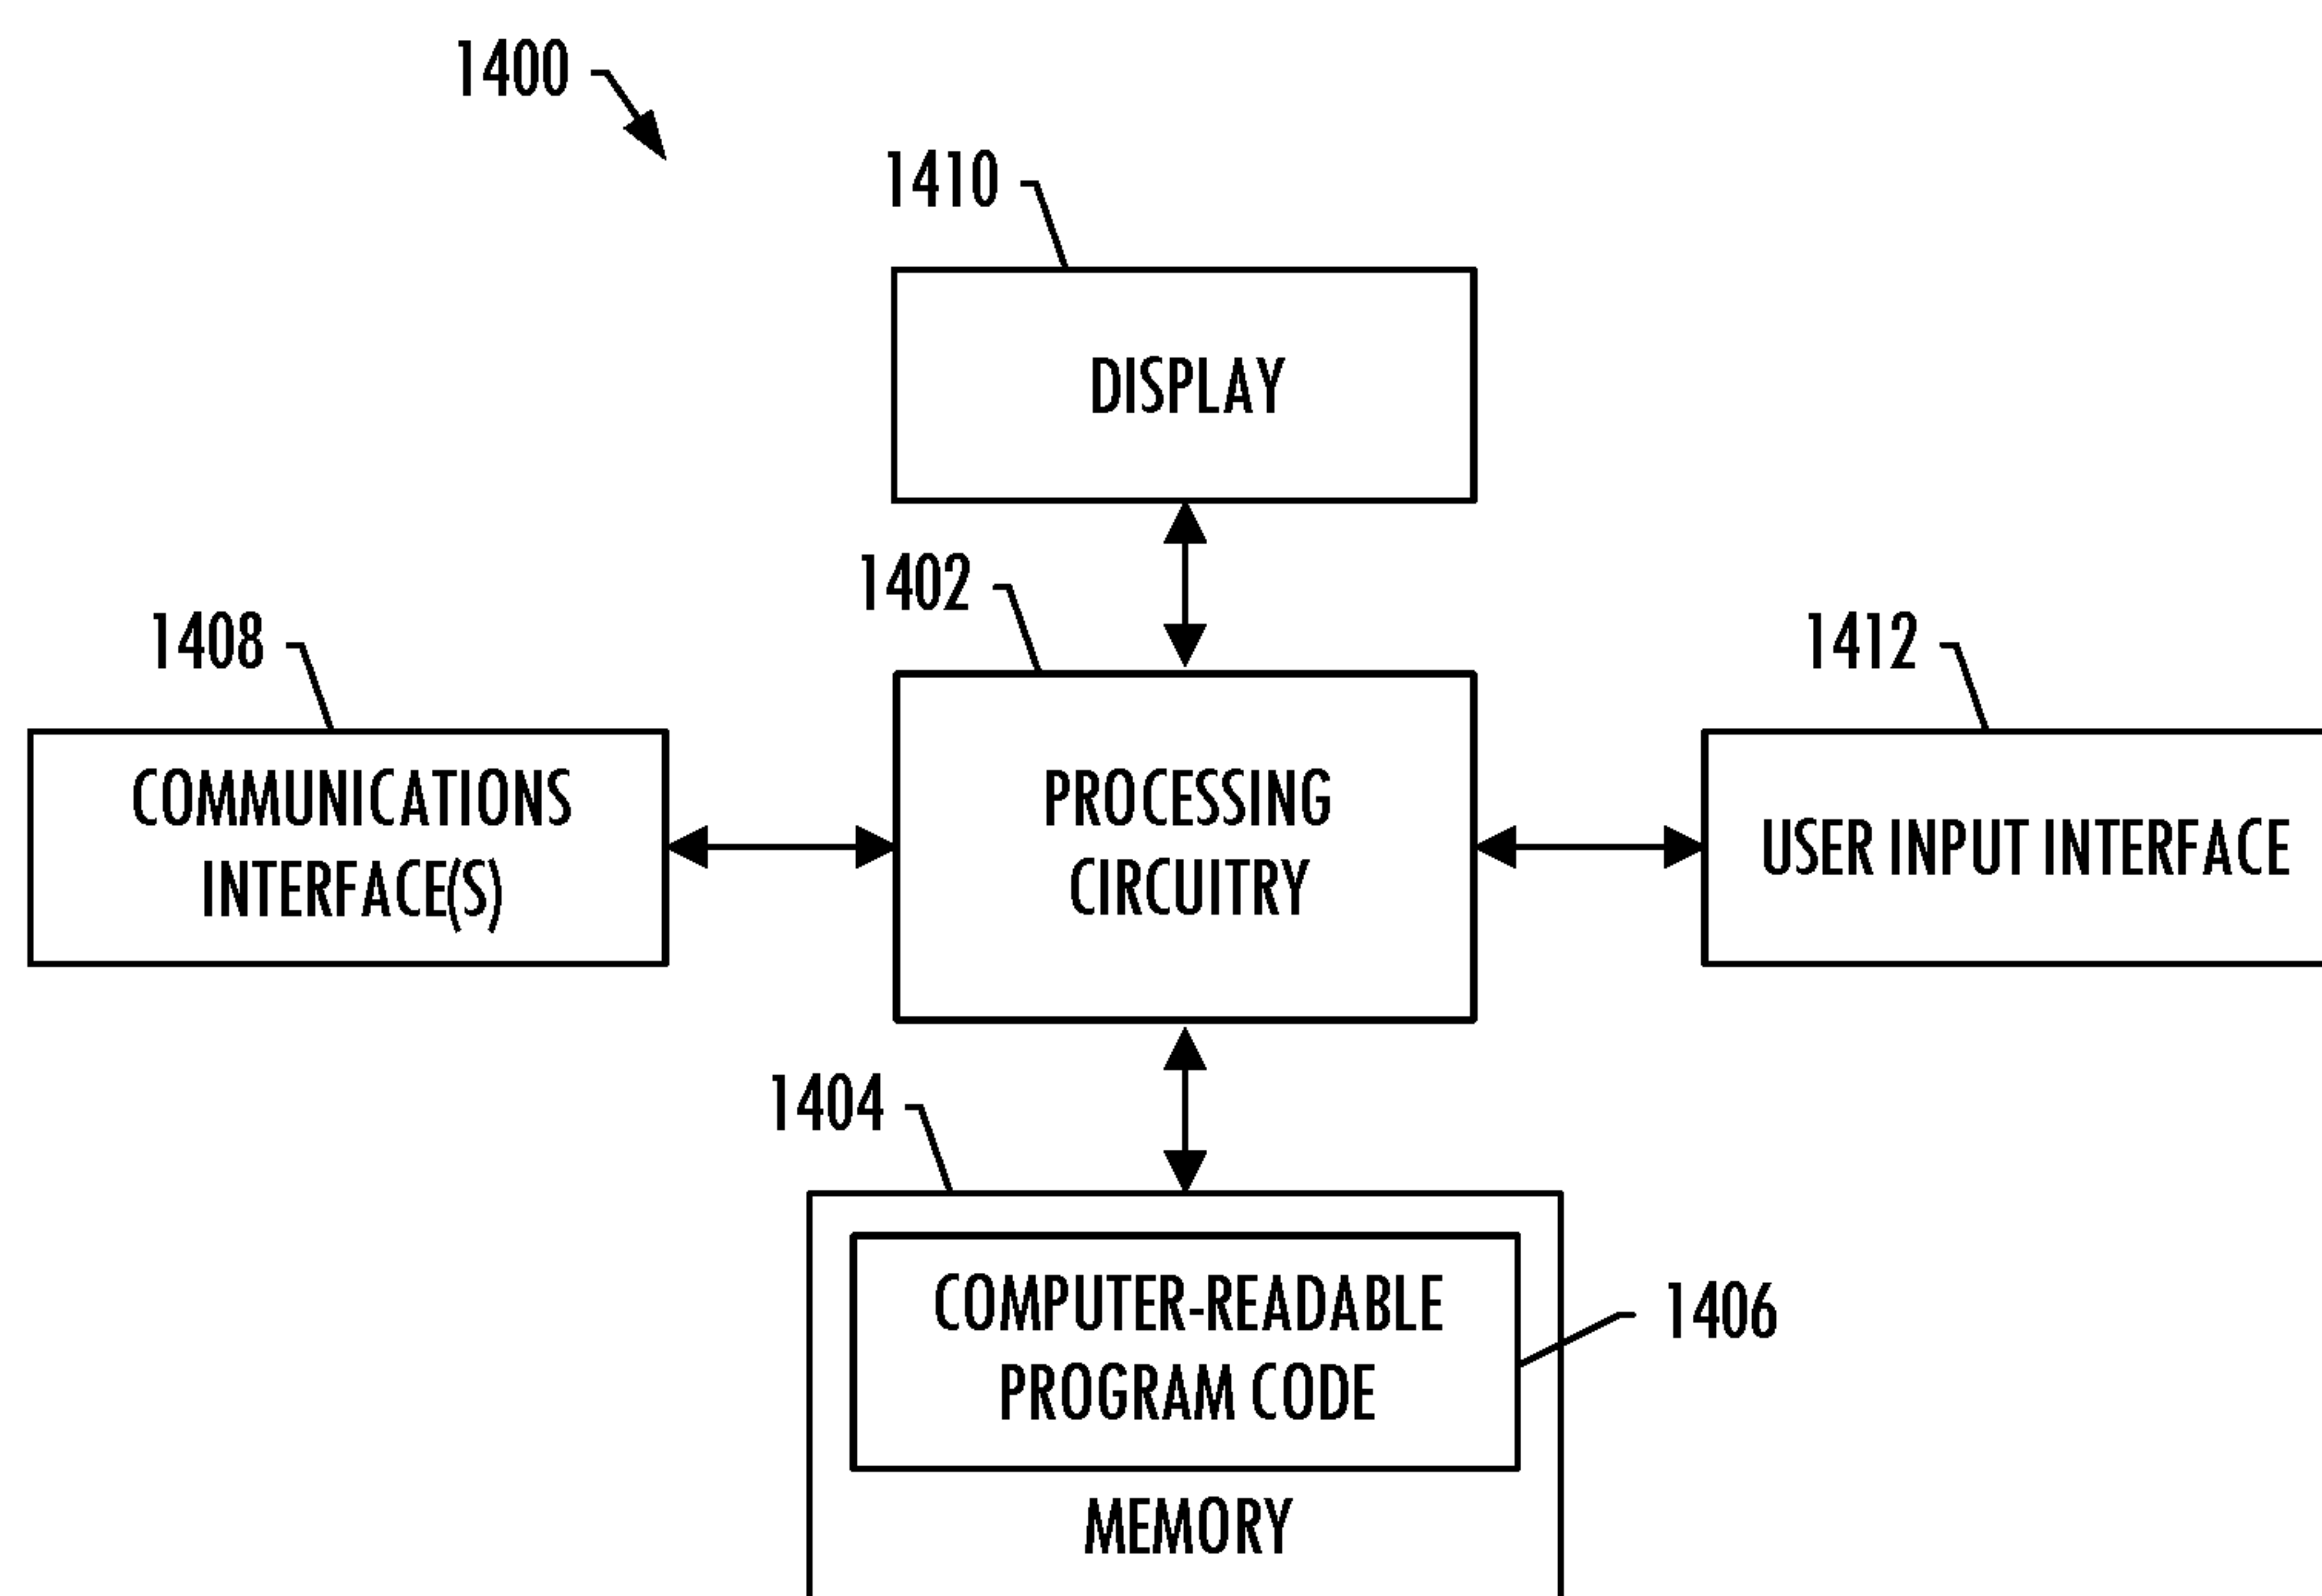 1400
1410
DISPLAY
1402
1408
1412
COMMUNICATIONS
INTERFACE(S)
PROCESSING
CIRCUITRY
USER INPUT INTERFACE
1404
COMPUTER-READABLE
PROGRAM CODE
1406
MEMORY